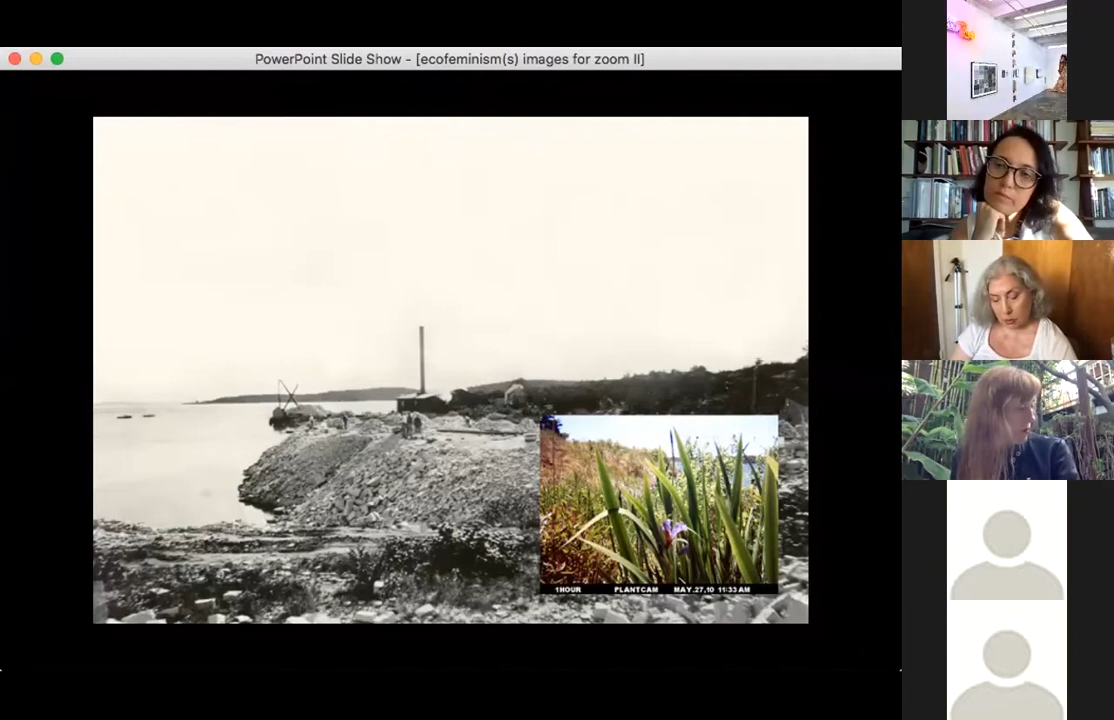 PowerPoint Slide Show - [ecofeminism(s) images for zoom II]
1HOUR PLANTCAM MAY.27.10 11:33 AM